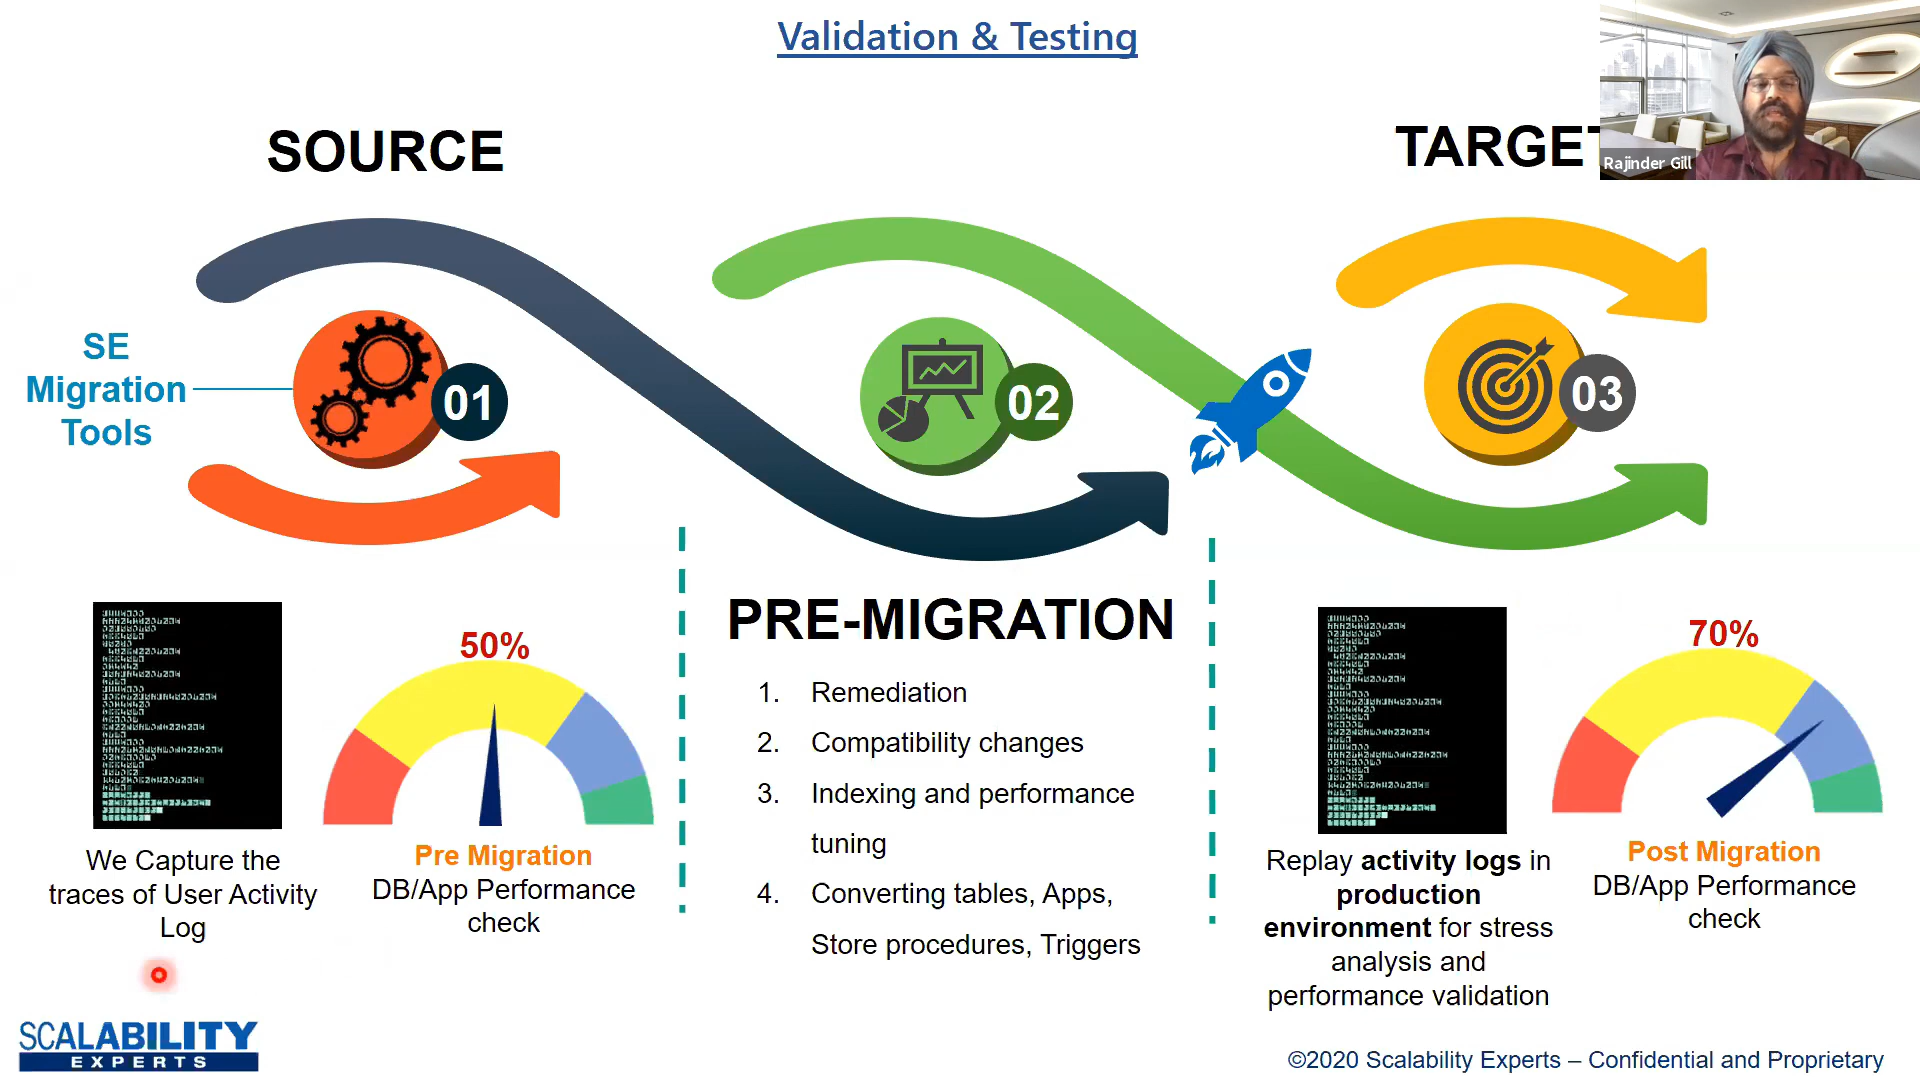 Validation & Testing
SOURCE
TARGET
Rajinder Gill
SE
Migration
Tools
01
02
03
50%
Pre Migration
DB/App Performance
check
We Capture the
traces of User Activity
Log
PRE-MIGRATION
1. Remediation
2. Compatibility changes
3. Indexing and performance
tuning
4. Converting tables, Apps,
Store procedures, Triggers
70%
Replay activity logs in
production
environment for stress
analysis and
performance validation
Post Migration
DB/App Performance
check
SCALABILITY
EXPERTS
©2020 Scalability Experts – Confidential and Proprietary